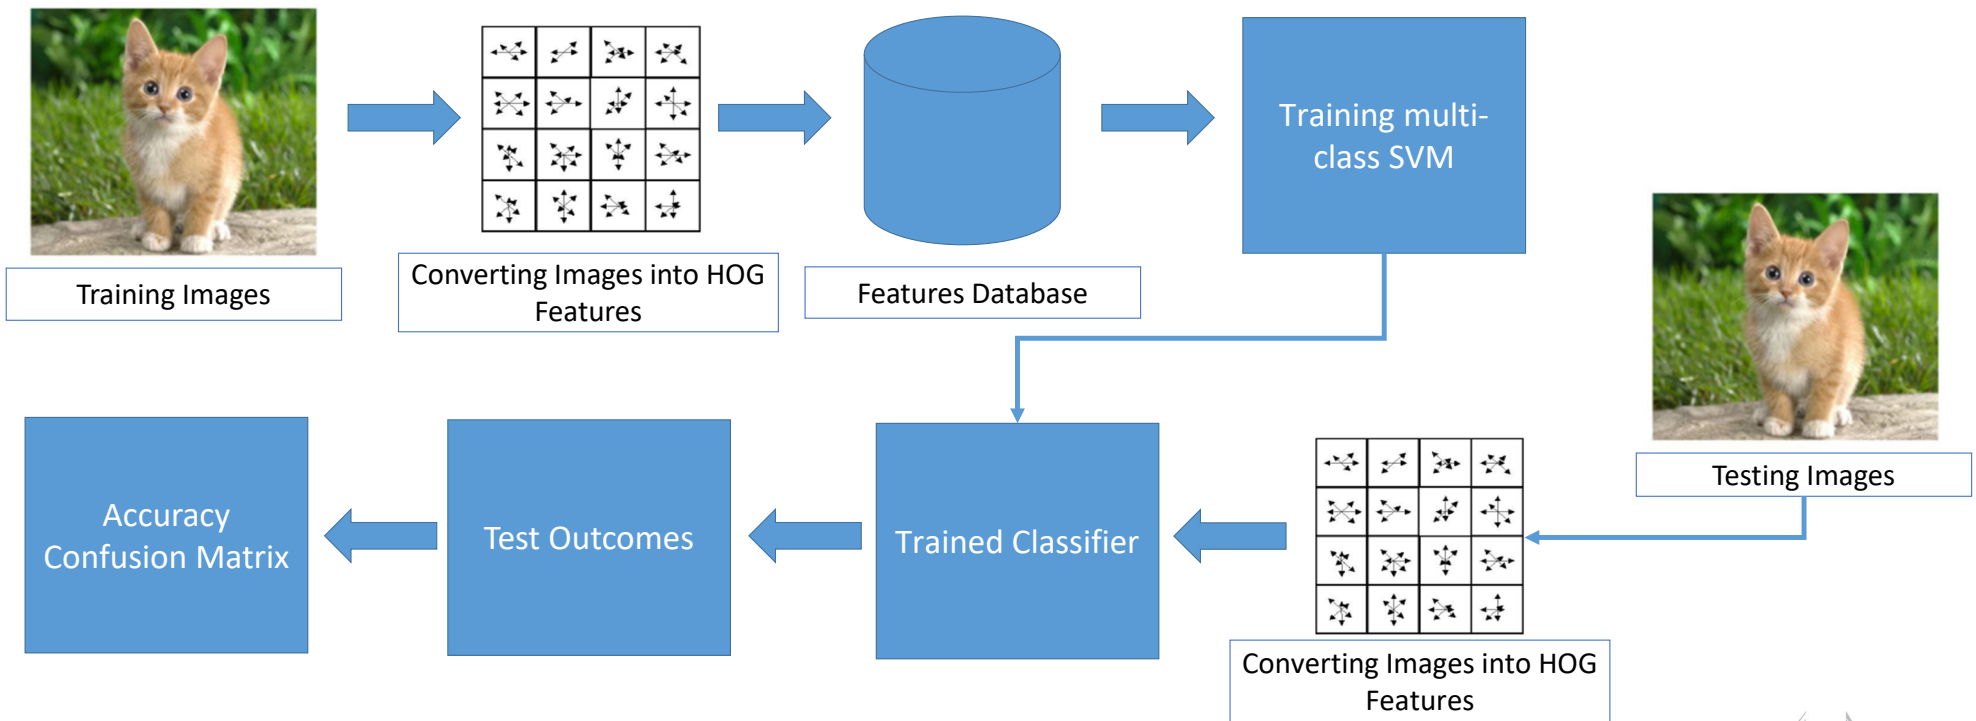 Training Images
Converting Images into HOG
Features
Features Database
Training multi-
class SVM
Testing Images
Accuracy
Confusion Matrix
Test Outcomes
Trained Classifier
Converting Images into HOG
Features